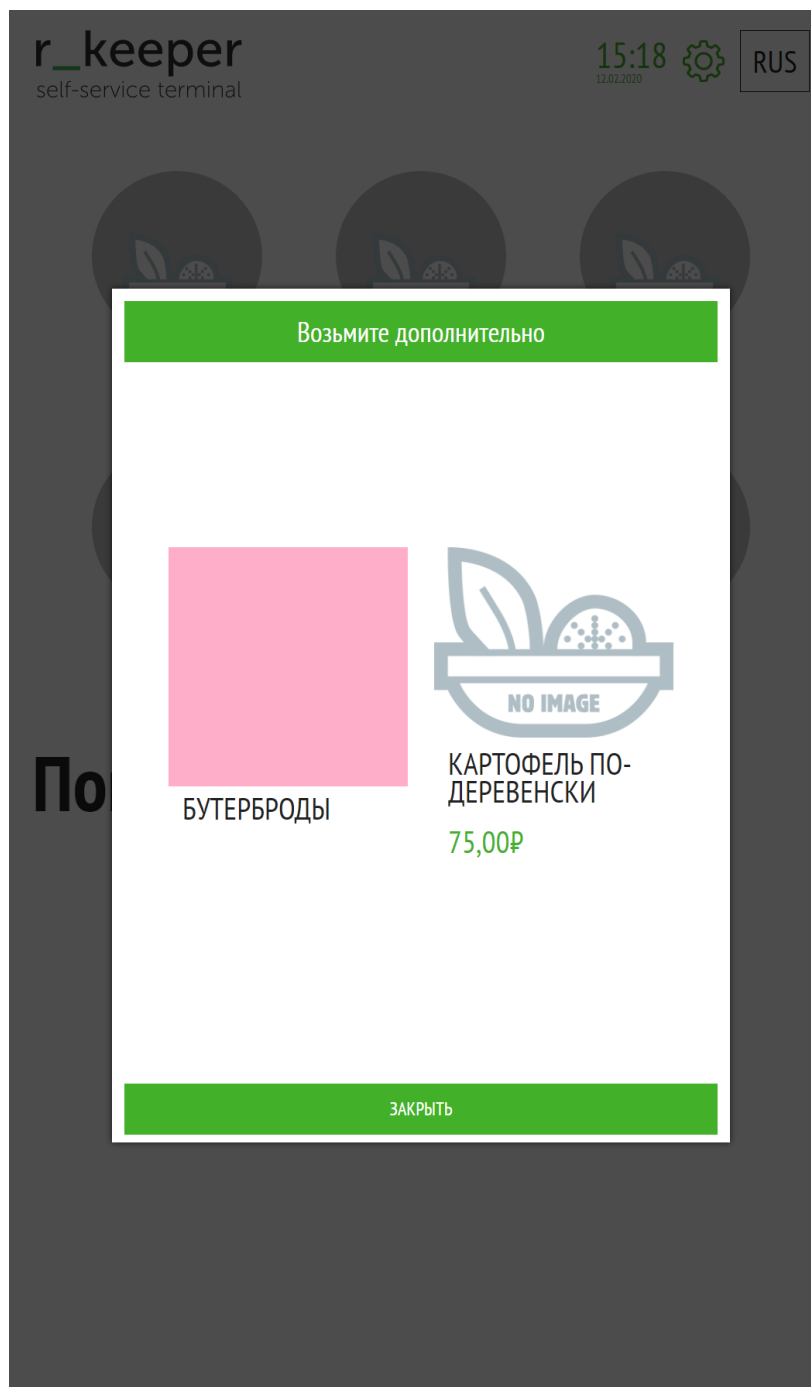 r_keeper
self-service terminal
15:18
12.02.2020
RUS
Возьмите дополнительно
NO IMAGE
БУТЕРБРОДЫ
КАРТОФЕЛЬ ПО-
ДЕРЕВЕНСКИ
75,00₽
По
ЗАКРЫТЬ